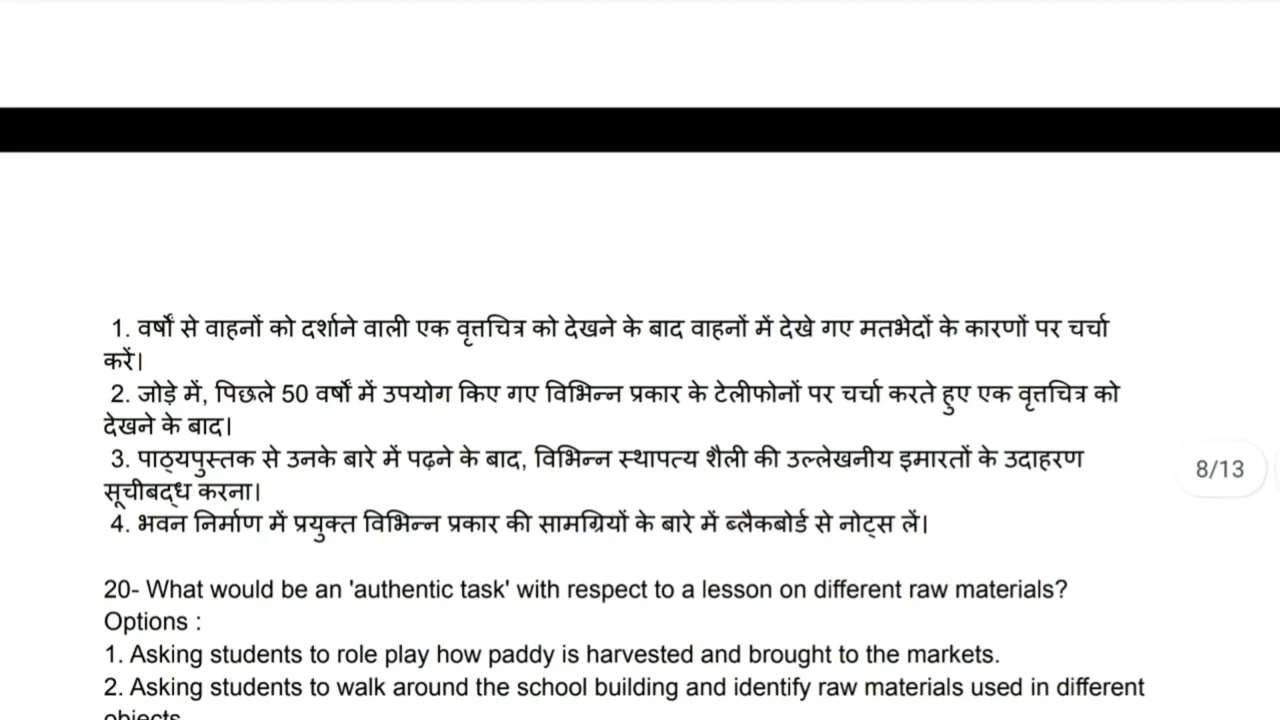 1. वर्षों से वाहनों को दर्शाने वाली एक वृत्तचित्र को देखने के बाद वाहनों में देखे गए मतभेदों के कारणों पर चर्चा
करें।
2. जोड़े में, पिछले 50 वर्षों में उपयोग किए गए विभिन्न प्रकार के टेलीफोनों पर चर्चा करते हुए एक वृत्तचित्र को
देखने के बाद।
3. पाठ्यपुस्तक से उनके बारे में पढ़ने के बाद, विभिन्न स्थापत्य शैली की उल्लेखनीय इमारतों के उदाहरण
सूचीबद्ध करना।
8/13
4. भवन निर्माण में प्रयुक्त विभिन्न प्रकार की सामग्रियों के बारे में ब्लैकबोर्ड से नोट्स लें।
20- What would be an 'authentic task' with respect to a lesson on different raw materials?
Options :
1. Asking students to role play how paddy is harvested and brought to the markets.
2. Asking students to walk around the school building and identify raw materials used in different
objects